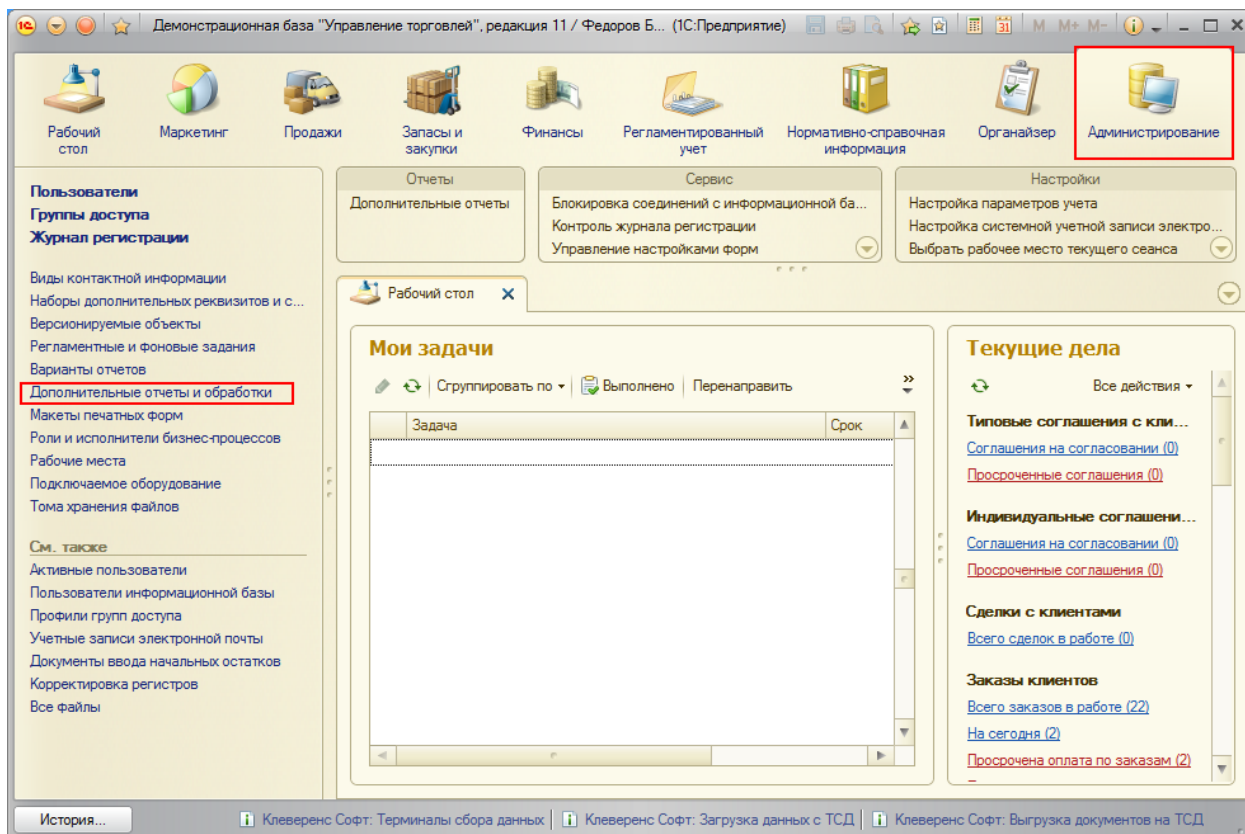 Демонстрационная база "Управление торговлей", редакция 11 / Федоров Б... (1С:Предприятие)
M M+ M-
Рабочий стол
Маркетинг
Продажи
Запасы и закупки
Финансы
Регламентированный учет
Нормативно-справочная информация
Органайзер
Администрирование
Пользователи
Группы доступа
Журнал регистрации
Виды контактной информации
Наборы дополнительных реквизитов и с...
Версионируемые объекты
Регламентные и фоновые задания
Варианты отчетов
Дополнительные отчеты и обработки
Макеты печатных форм
Роли и исполнители бизнес-процессов
Рабочие места
Подключаемое оборудование
Тома хранения файлов
См. также
Активные пользователи
Пользователи информационной базы
Профили групп доступа
Учетные записи электронной почты
Документы ввода начальных остатков
Корректировка регистров
Все файлы
Отчеты
Дополнительные отчеты
Сервис
Блокировка соединений с информационной ба...
Контроль журнала регистрации
Управление настройками форм
Настройки
Настройка параметров учета
Настройка системной учетной записи электро...
Выбрать рабочее место текущего сеанса
Рабочий стол
Мои задачи
Сгруппировать по
Выполнено
Перенаправить
Задача
Срок
Текущие дела
Все действия
Типовые соглашения с кли...
Соглашения на согласовании (0)
Просроченные соглашения (0)
Индивидуальные соглашени...
Соглашения на согласовании (0)
Просроченные соглашения (0)
Сделки с клиентами
Всего сделок в работе (0)
Заказы клиентов
Всего заказов в работе (22)
На сегодня (2)
Просрочена оплата по заказам (2)
История...
Клеверенс Софт: Терминалы сбора данных
Клеверенс Софт: Загрузка данных с ТСД
Клеверенс Софт: Выгрузка документов на ТСД